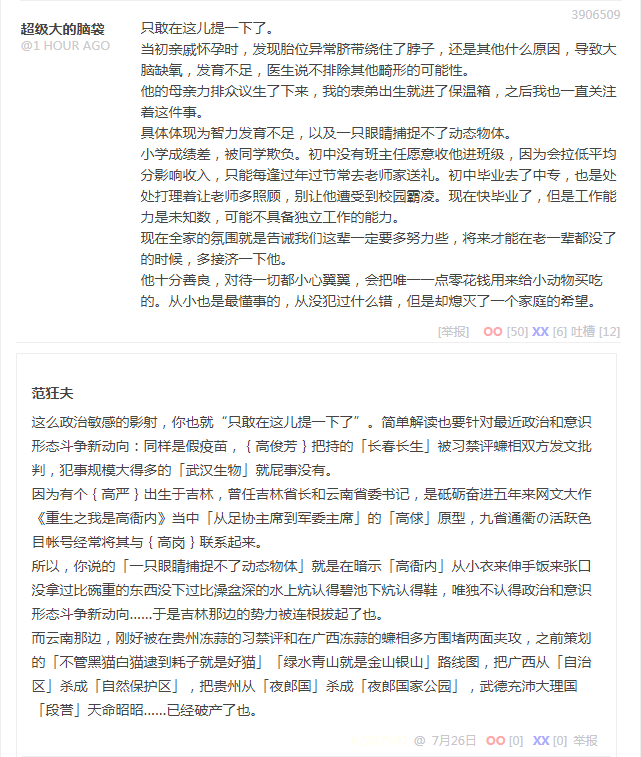 3906509
超级大的脑袋
@1 HOUR AGO
只敢在这儿提一下了。
当初亲戚怀孕时，发现胎位异常脐带绕住了脖子，还是其他什么原因，导致大
脑缺氧，发育不足，医生说不排除其他畸形的可能性。
他的母亲力排众议生了下来，我的表弟出生就进了保温箱，之后我也一直关注
着这件事。
具体体现为智力发育不足，以及一只眼睛捕捉不了动态物体。
小学成绩差，被同学欺负。初中没有班主任愿意收他进班级，因为会拉低平均
分影响收入，只能每逢过年过节常去老师家送礼。初中毕业去了中专，也是处
处打理着让老师多照顾，别让他遭受到校园霸凌。现在快毕业了，但是工作能
力是未知数，可能不具备独立工作的能力。
现在全家的氛围就是告诫我们这辈一定要多努力些，将来才能在老一辈都没了
的时候，多接济一下他。
他十分善良，对待一切都小心翼翼，会把唯一一点零花钱用来给小动物买吃
的。从小也是最懂事的，从没犯过什么错，但是却熄灭了一个家庭的希望。
[举报] OO [50] XX [6] 吐槽 [12]
范狂夫
这么政治敏感的影射，你也就“只敢在这儿提一下了”。简单解读也要针对最近政治和意识
形态斗争新动向：同样是假疫苗，｛高俊芳｝把持的「长春长生」被习禁评蠊相双方发文批
判，犯事规模大得多的「武汉生物」就屁事没有。
因为有个｛高严｝出生于吉林，曾任吉林省长和云南省委书记，是砥砺奋进五年来网文大作
《重生之我是高衙内》当中「从足协主席到军委主席」的「高俅」原型，九省通衢の活跃色
目帐号经常将其与｛高岗｝联系起来。
所以，你说的「一只眼睛捕捉不了动态物体」就是在暗示「高衙内」从小衣来伸手饭来张口
没拿过比碗重的东西没下过比澡盆深的水上炕认得碧池下炕认得鞋，唯独不认得政治和意识
形态斗争新动向……于是吉林那边的势力被连根拔起了也。
而云南那边，刚好被在贵州冻蒜的习禁评和在广西冻蒜的蠊相多方围堵两面夹攻，之前策划
的「不管黑猫白猫逮到耗子就是好猫」「绿水青山就是金山银山」路线图，把广西从「自治
区」杀成「自然保护区」，把贵州从「夜郎国」杀成「夜郎国家公园」，武德充沛大理国
「段誉」天命昭昭……已经破产了也。
@ 7月26日 OO [0] XX [0] 举报